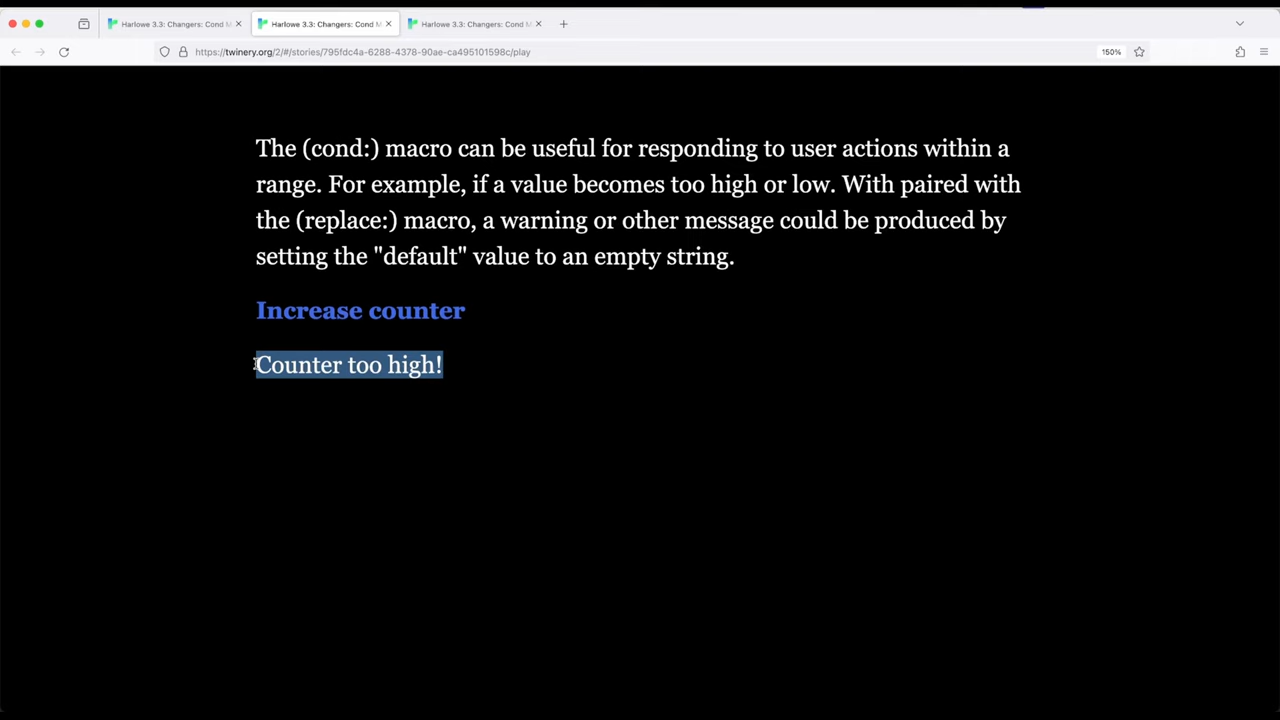 Harlowe 3.3: Changers: Cond M
Harlowe 3.3: Changers: Cond M
Harlowe 3.3: Changers: Cond M
https://twinery.org/2/#/stories/795fdc4a-6288-4378-90ae-ca495101598c/play
150%
The (cond:) macro can be useful for responding to user actions within a
range. For example, if a value becomes too high or low. With paired with
the (replace:) macro, a warning or other message could be produced by
setting the "default" value to an empty string.
Increase counter
Counter too high!